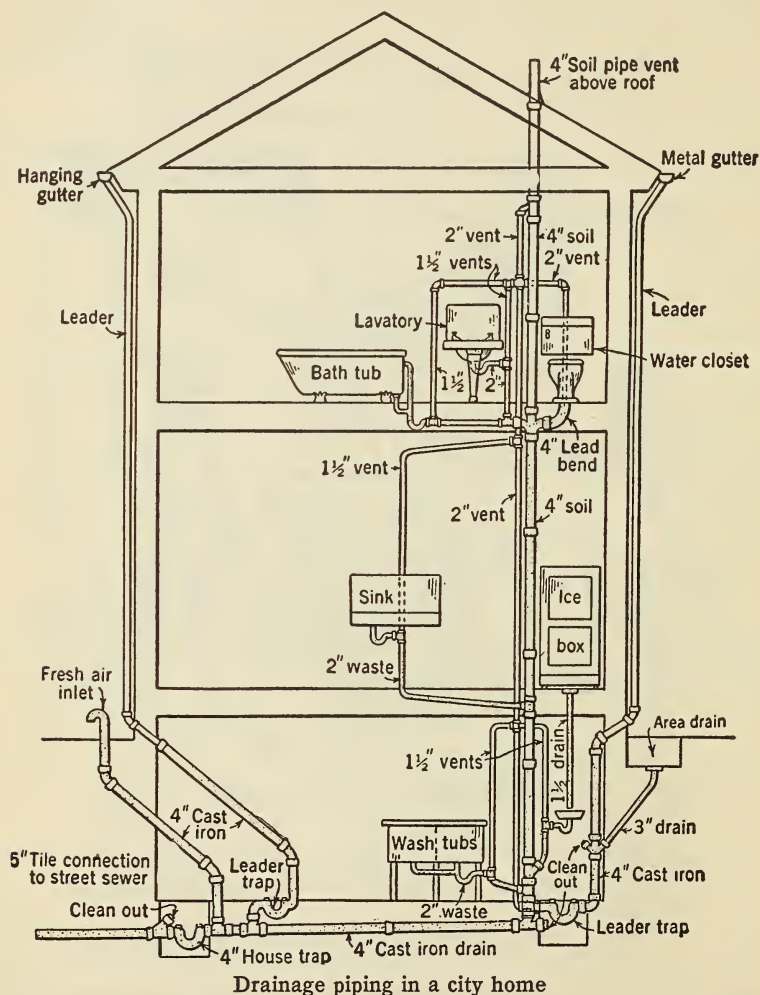 4" Soil pipe vent
above roof
Hanging
gutter
Metal gutter
2" vent
4" soil
2" vent
1½" vents
Leader
Lavatory
8
Leader
Water closet
Bath tub
1½"
2"
4" Lead
bend
1½" vent
2" vent
4" soil
Sink
Ice
box
2" waste
Fresh air
inlet
Area drain
1½" vents
1½ drain
4" Cast
iron
3" drain
Wash tubs
5" Tile connection
to street sewer
Leader
trap
Clean
out
4" Cast iron
Clean out
2" waste
Leader trap
4" House trap
4" Cast iron drain
Drainage piping in a city home